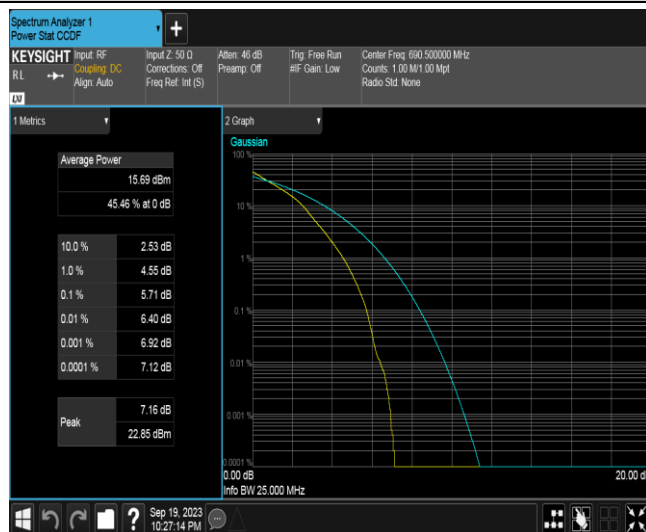 Spectrum Analyzer 1
Power Stat CCDF
+
KEYSIGHT
RL
LXI
Input: RF
Coupling: DC
Align: Auto
Input Z: 50 Ω
Corrections: Off
Freq Ref: Int (S)
Atten: 46 dB
Preamp: Off
Trig: Free Run
#IF Gain: Low
Center Freq: 690.500000 MHz
Counts: 1.00 M/1.00 Mpt
Radio Std: None
1 Metrics
Average Power
15.69 dBm
45.46 % at 0 dB
10.0 % 2.53 dB
1.0 % 4.55 dB
0.1 % 5.71 dB
0.01 % 6.40 dB
0.001 % 6.92 dB
0.0001 % 7.12 dB
Peak
7.16 dB
22.85 dBm
2 Graph
Gaussian
100 %
10 %
1 %
0.1 %
0.01 %
0.001 %
0.0001 %
0.00 dB
20.00 d
Info BW 25.000 MHz
?
Sep 19, 2023
10:27:14 PM